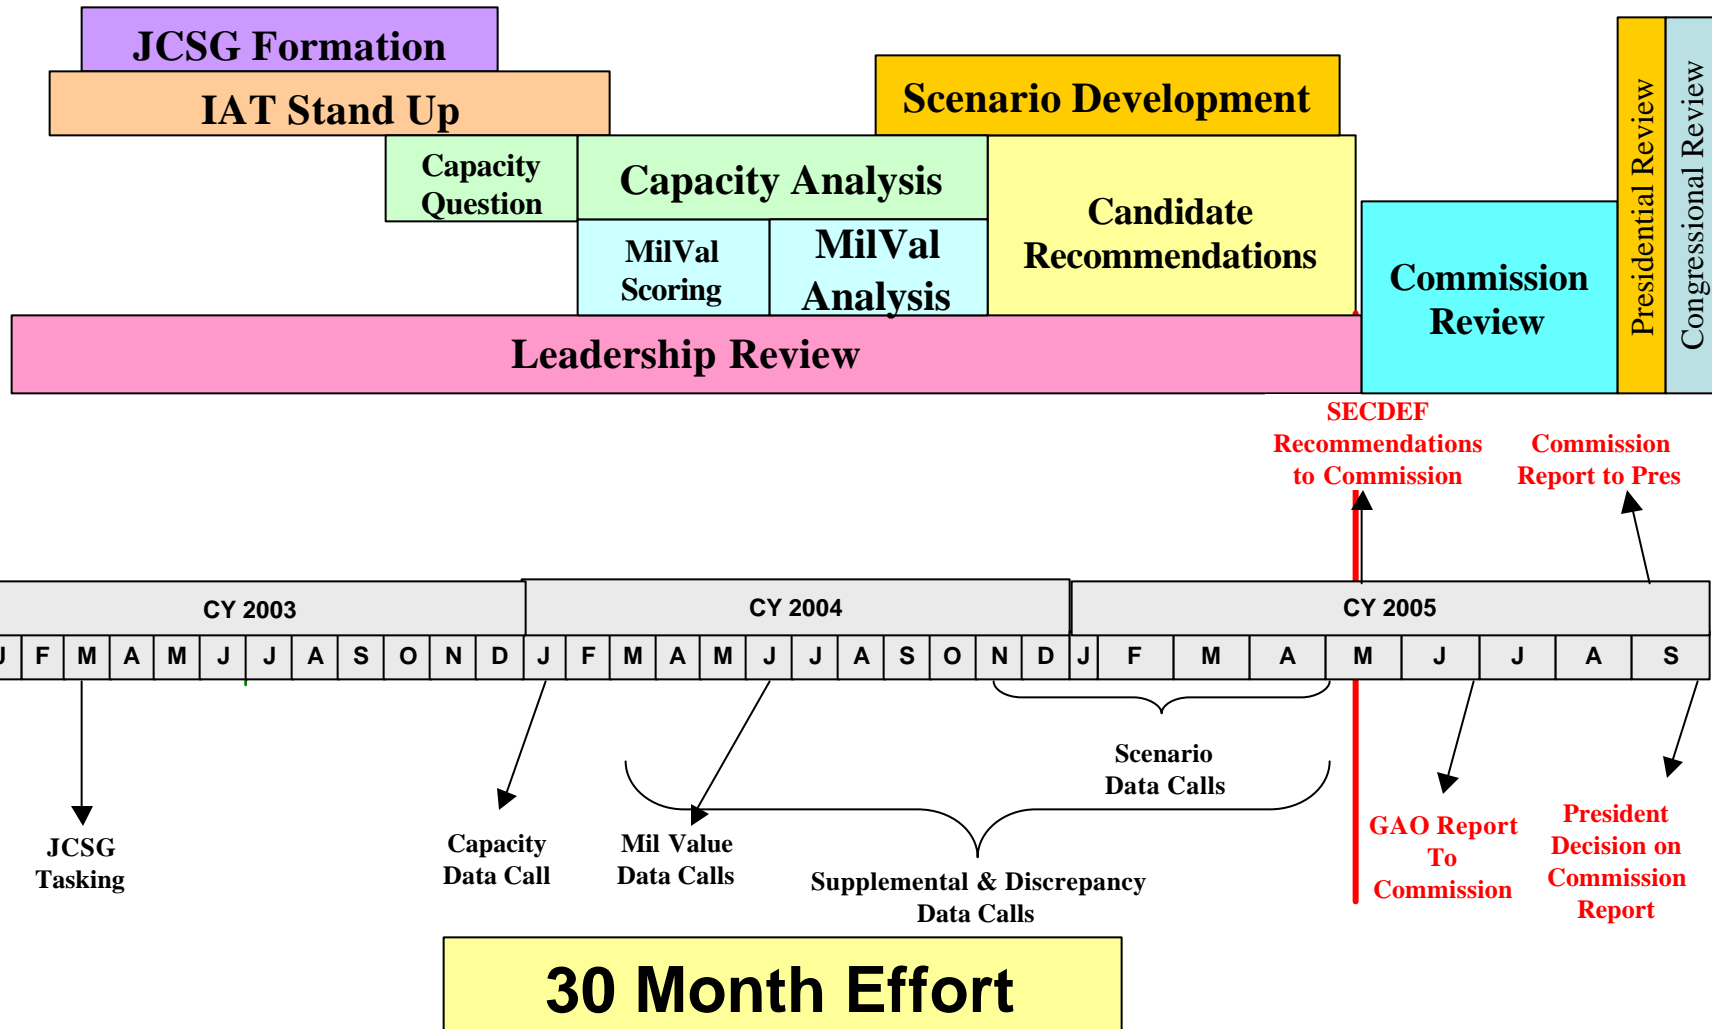 JCSG Formation
IAT Stand Up
Scenario Development
Presidential Review
Congressional Review
Capacity
Question
Capacity Analysis
Candidate
Recommendations
MilVal
Scoring
MilVal
Analysis
Commission
Review
Leadership Review
SECDEF
Recommendations
to Commission
Commission
Report to Pres
CY 2003
CY 2004
CY 2005
J F M A M J J A S O N D J F M A M J J A S O N D J F M A M J J A S
Scenario
Data Calls
JCSG
Tasking
Capacity
Data Call
Mil Value
Data Calls
Supplemental & Discrepancy
Data Calls
GAO Report
To
Commission
President
Decision on
Commission
Report
30 Month Effort